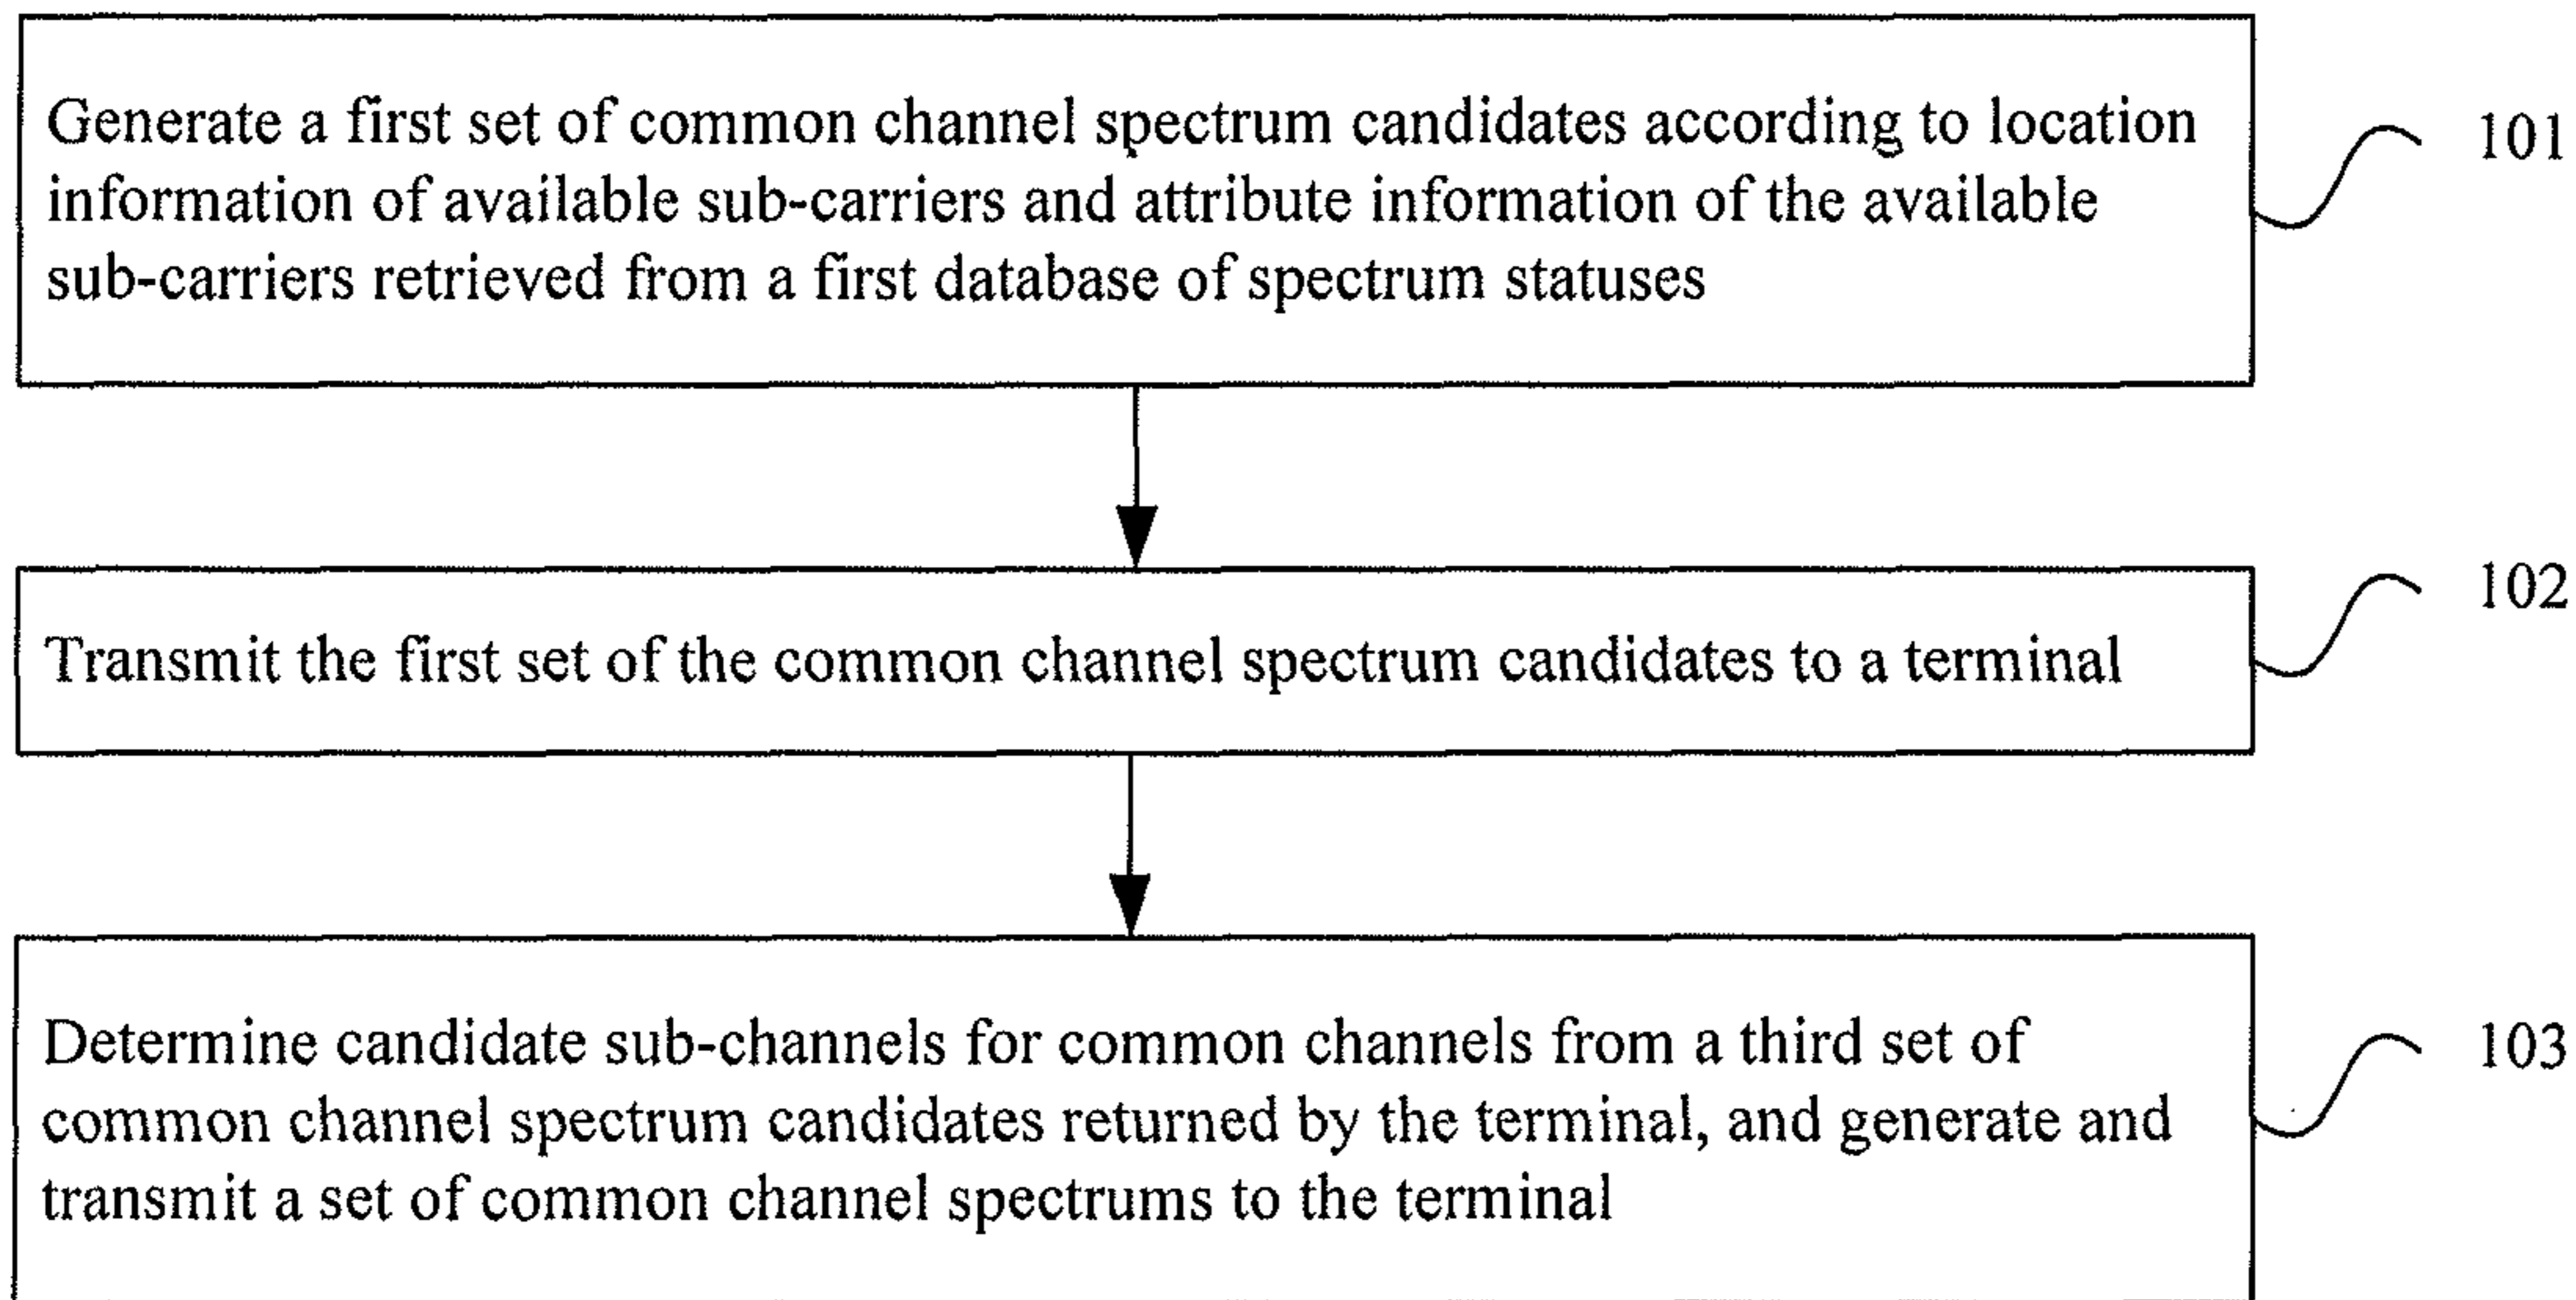 Generate a first set of common channel spectrum candidates according to location
information of available sub-carriers and attribute information of the available
sub-carriers retrieved from a first database of spectrum statuses
101
Transmit the first set of the common channel spectrum candidates to a terminal
102
Determine candidate sub-channels for common channels from a third set of
common channel spectrum candidates returned by the terminal, and generate and
transmit a set of common channel spectrums to the terminal
103